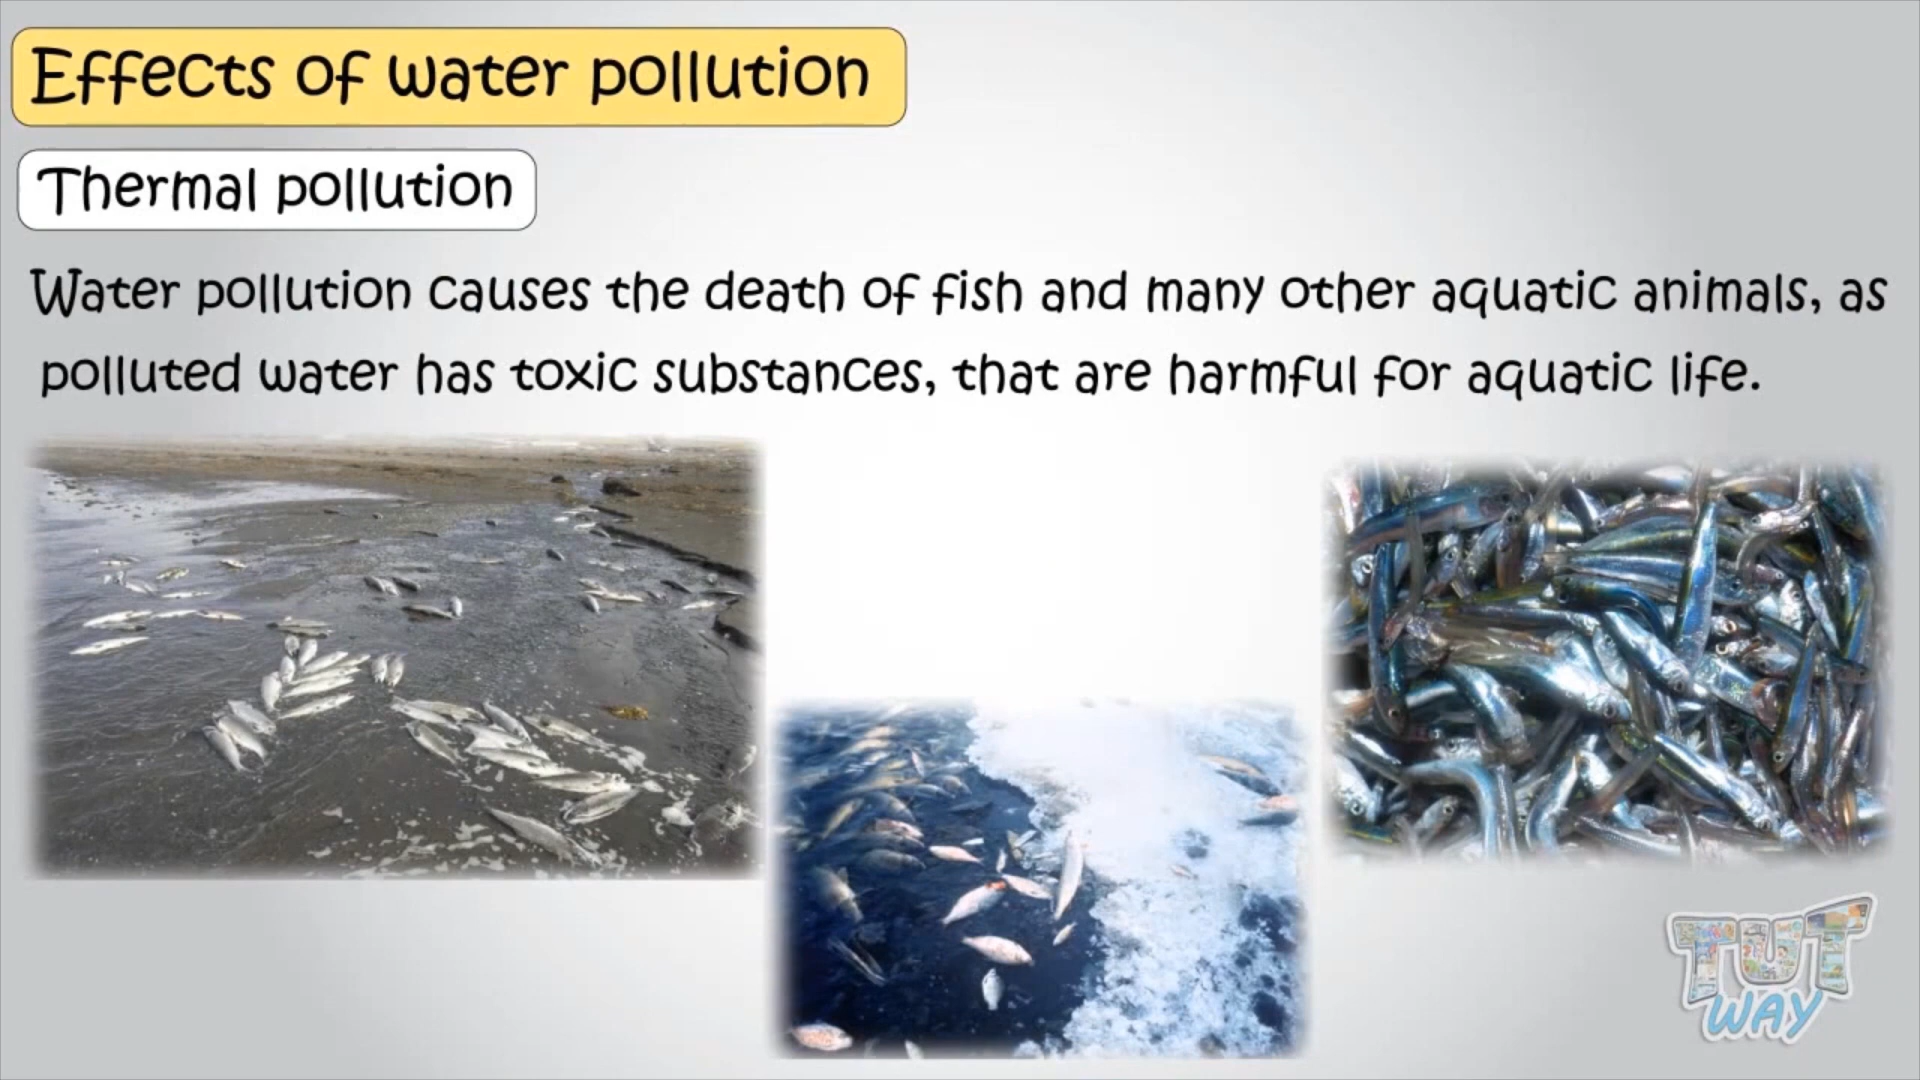 Effects of water pollution
Thermal pollution
Water pollution causes the death of fish and many other aquatic animals, as
polluted water has toxic substances, that are harmful for aquatic life.
TUT
WAY